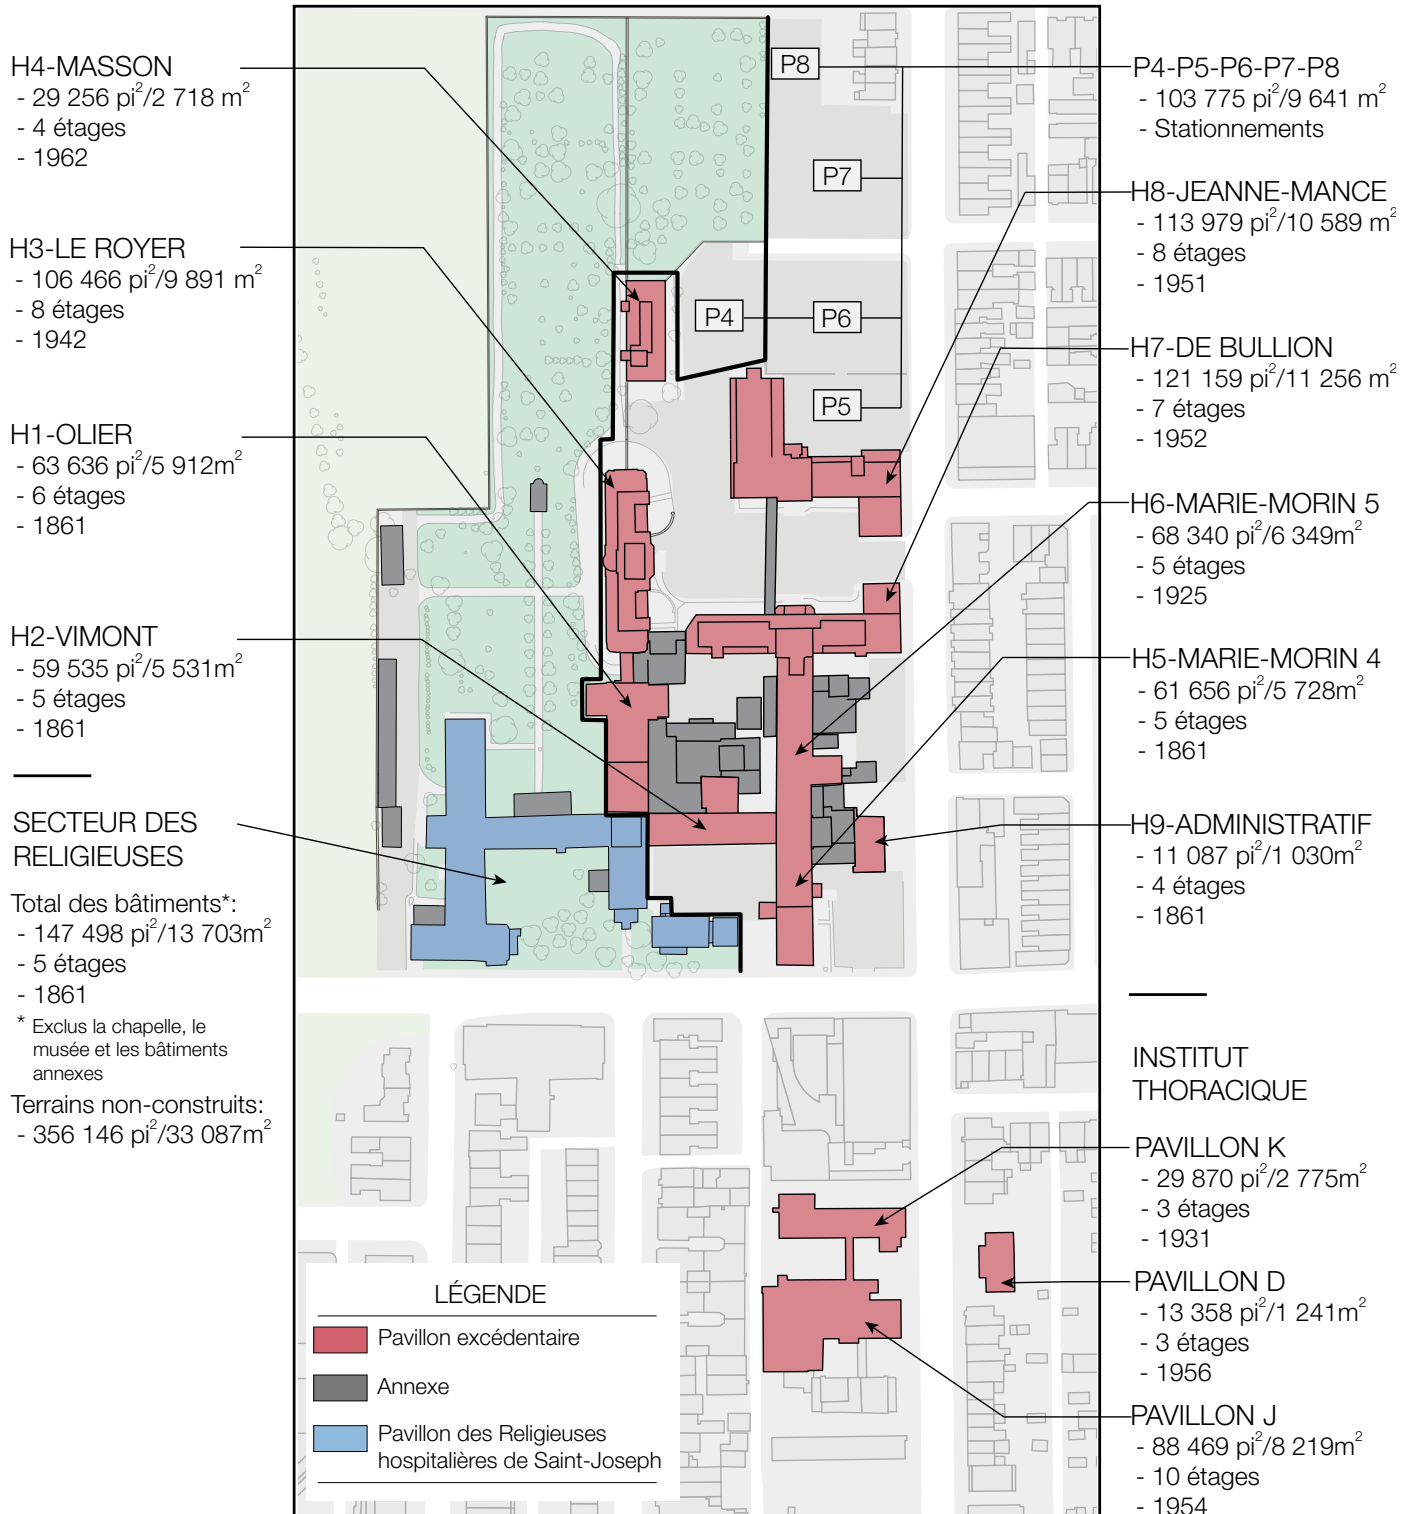 H4-MASSON
- 29 256 pi²/2 718 m²
- 4 étages
- 1962
H3-LE ROYER
- 106 466 pi²/9 891 m²
- 8 étages
- 1942
H1-OLIER
- 63 636 pi²/5 912m²
- 6 étages
- 1861
H2-VIMONT
- 59 535 pi²/5 531m²
- 5 étages
- 1861
SECTEUR DES
RELIGIEUSES
Total des bâtiments*:
- 147 498 pi²/13 703m²
- 5 étages
- 1861
* Exclus la chapelle, le
musée et les bâtiments
annexes
Terrains non-construits:
- 356 146 pi²/33 087m²
P8
P7
P4
P6
P5
LÉGENDE
Pavillon excédentaire
Annexe
Pavillon des Religieuses
hospitalières de Saint-Joseph
P4-P5-P6-P7-P8
- 103 775 pi²/9 641 m²
- Stationnements
H8-JEANNE-MANCE
- 113 979 pi²/10 589 m²
- 8 étages
- 1951
H7-DE BULLION
- 121 159 pi²/11 256 m²
- 7 étages
- 1952
H6-MARIE-MORIN 5
- 68 340 pi²/6 349m²
- 5 étages
- 1925
H5-MARIE-MORIN 4
- 61 656 pi²/5 728m²
- 5 étages
- 1861
H9-ADMINISTRATIF
- 11 087 pi²/1 030m²
- 4 étages
- 1861
INSTITUT
THORACIQUE
PAVILLON K
- 29 870 pi²/2 775m²
- 3 étages
- 1931
PAVILLON D
- 13 358 pi²/1 241m²
- 3 étages
- 1956
PAVILLON J
- 88 469 pi²/8 219m²
- 10 étages
- 1954